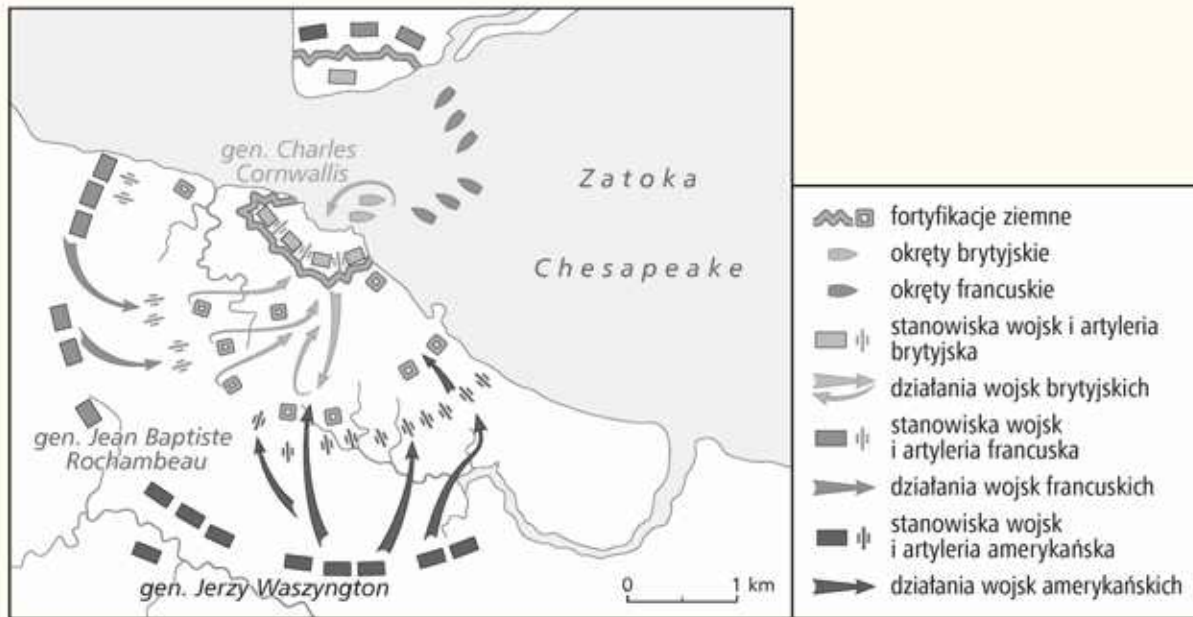 gen. Charles
Cornwallis
Zatoka
Chesapeake
gen. Jean Baptiste
Rochambeau
gen. Jerzy Waszyngton
0 1 km
fortyfikacje ziemne
okręty brytyjskie
okręty francuskie
stanowiska wojsk i artyleria
brytyjska
działania wojsk brytyjskich
stanowiska wojsk
i artyleria francuska
działania wojsk francuskich
stanowiska wojsk
i artyleria amerykańska
działania wojsk amerykańskich